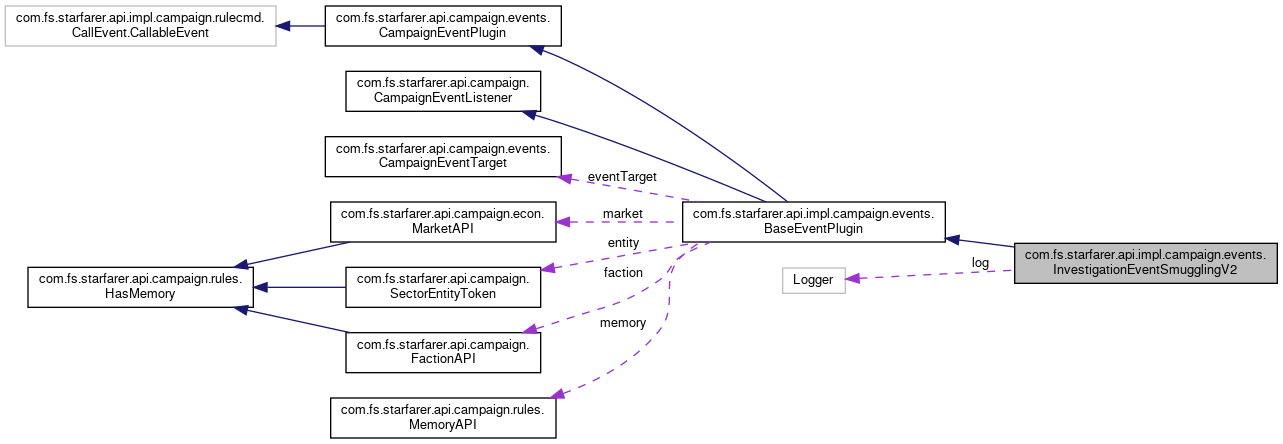 com.fs.starfarer.api.impl.campaign.rulecmd.
CallEvent.CallableEvent
com.fs.starfarer.api.campaign.events.
CampaignEventPlugin
com.fs.starfarer.api.campaign.
CampaignEventListener
com.fs.starfarer.api.campaign.events.
CampaignEventTarget
eventTarget
com.fs.starfarer.api.campaign.econ.
MarketAPI
market
com.fs.starfarer.api.impl.campaign.events.
BaseEventPlugin
entity
com.fs.starfarer.api.impl.campaign.events.
InvestigationEventSmugglingV2
log
com.fs.starfarer.api.campaign.rules.
HasMemory
com.fs.starfarer.api.campaign.
SectorEntityToken
faction
Logger
memory
com.fs.starfarer.api.campaign.
FactionAPI
com.fs.starfarer.api.campaign.rules.
MemoryAPI